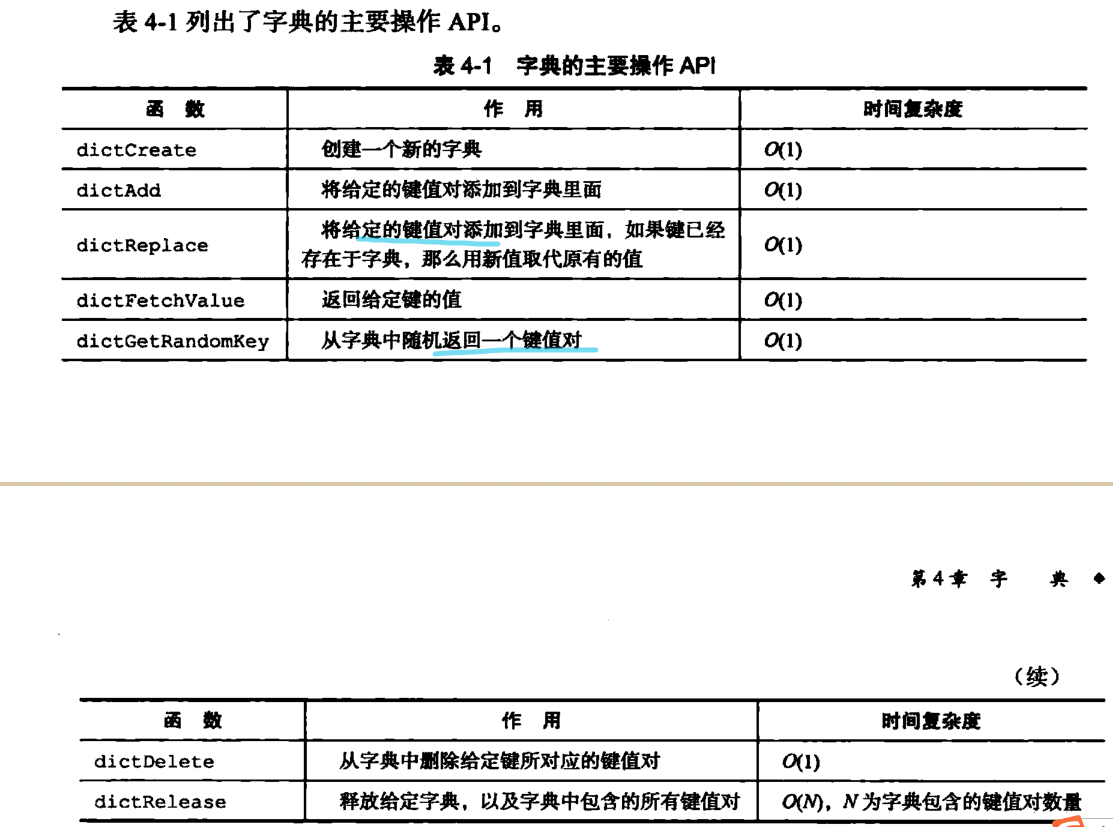 表 4-1 列出了字典的主要操作 API。
表 4-1 字典的主要操作 API
函 数 作 用 时间复杂度
dictCreate 创建一个新的字典 O(1)
dictAdd 将给定的键值对添加到字典里面 O(1)
dictReplace 将给定的键值对添加到字典里面，如果键已经 O(1)
存在于字典，那么用新值取代原有的值
dictFetchValue 返回给定键的值 O(1)
dictGetRandomKey 从字典中随机返回一个键值对 O(1)
第4章 字 典 ◆
（续）
函 数 作 用 时间复杂度
dictDelete 从字典中删除给定键所对应的键值对 O(1)
dictRelease 释放给定字典，以及字典中包含的所有键值对 O(N)，N 为字典包含的键值对数量